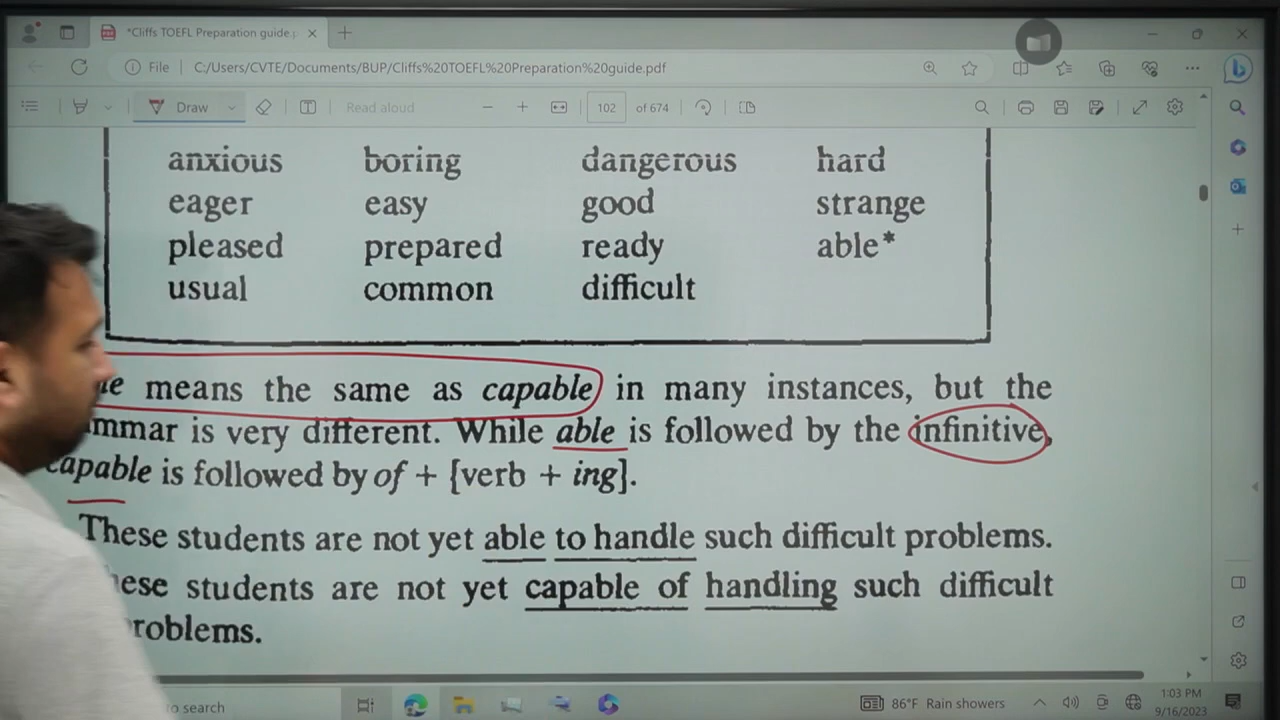 *Cliffs TOEFL Preparation guide.p
File C:/Users/CVTE/Documents/BUP/Cliffs%20TOEFL%20Preparation%20guide.pdf
Draw Read aloud 102 of 674
anxious boring dangerous hard
eager easy good strange
pleased prepared ready able*
usual common difficult
means the same as capable in many instances, but the
mmar is very different. While able is followed by the infinitive,
capable is followed by of + [verb + ing].
These students are not yet able to handle such difficult problems.
ese students are not yet capable of handling such difficult
roblems.
o search 86°F Rain showers 1:03 PM
9/16/2023